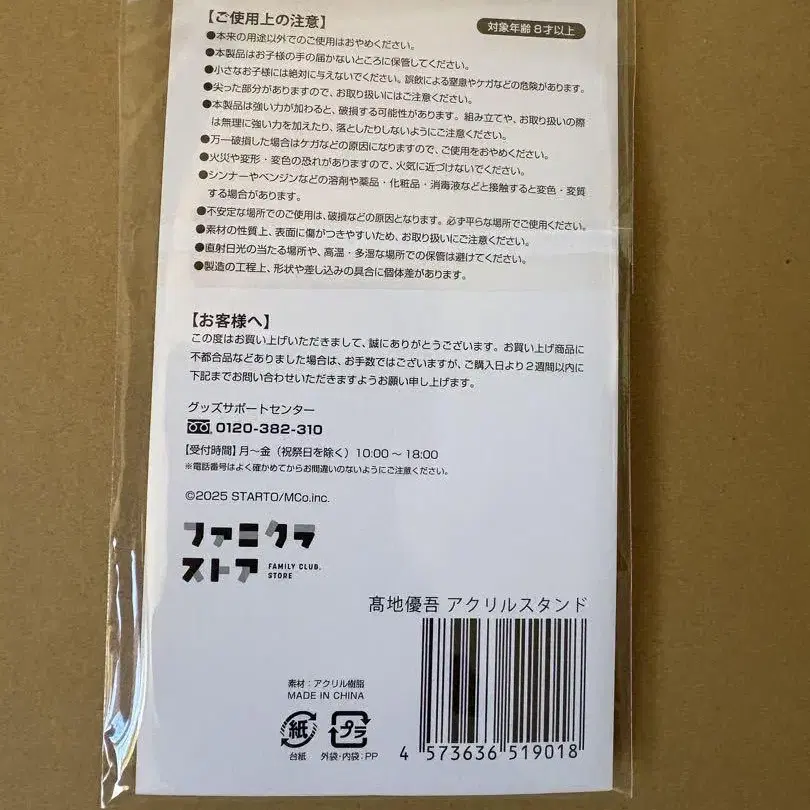 【ご使用上の注意】
対象年齢8才以上
●本来の用途以外でのご使用はおやめください。
●本製品はお子様の手の届かないところに保管してください。
●小さなお子様には絶対に与えないでください。誤飲による窒息やケガなどの危険があります。
●尖った部分がありますので、お取り扱いにはご注意ください。
●本製品は強い力が加わると、破損する可能性があります。組み立てや、お取り扱いの際
は無理に強い力を加えたり、落としたりしないようにご注意ください。
●万一破損した場合はケガなどの原因になりますので、ご使用をおやめください。
●火災や変形・変色の恐れがありますので、火気に近づけないでください。
●シンナーやベンジンなどの溶剤や薬品・化粧品・消毒液などと接触すると変色・変質
する場合があります。
●不安定な場所でのご使用は、破損などの原因となります。必ず平らな場所でご使用ください。
●素材の性質上、表面に傷がつきやすいため、お取り扱いにご注意ください。
●直射日光の当たる場所や、高温・多湿な場所での保管は避けてください。
●製造の工程上、形状や差し込みの具合に個体差があります。
【お客様へ】
この度はお買い上げいただきまして、誠にありがとうございます。お買い上げ商品に
不都合品などありました場合は、お手数ではございますが、ご購入日より2週間以内に
下記までお問い合わせいただきますようお願い申し上げます。
グッズサポートセンター
0120-382-310
【受付時間】月～金（祝祭日を除く）10:00～18:00
※電話番号はよく確かめてからお間違いのないようにご注意ください。
©2025 STARTO/MCo.inc.
ファミクラ
ストア
FAMILY CLUB.
STORE
髙地優吾 アクリルスタンド
素材：アクリル樹脂
MADE IN CHINA
紙
プラ
台紙
外袋・内袋：PP
4 573636 519018